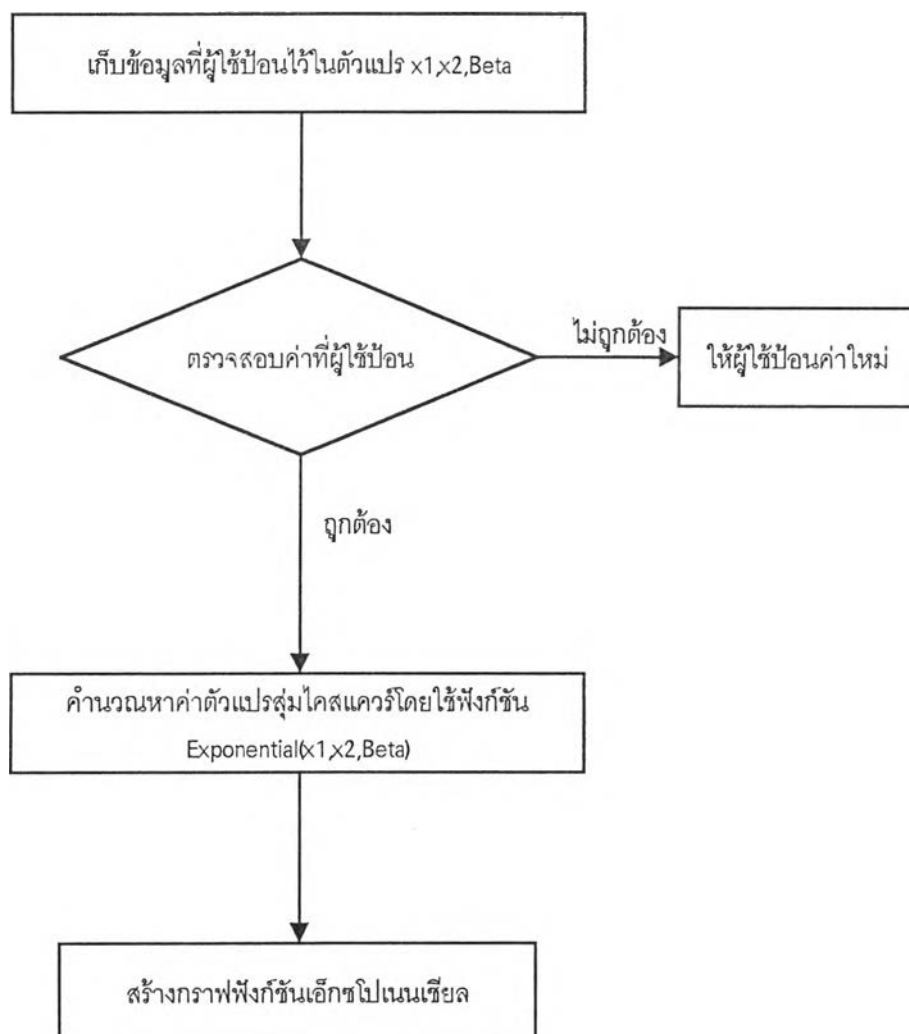 เก็บข้อมูลที่ผู้ใช้ป้อนไว้ในตัวแปร x1,x2,Beta
ตรวจสอบค่าที่ผู้ใช้ป้อน
ไม่ถูกต้อง
ให้ผู้ใช้ป้อนค่าใหม่
ถูกต้อง
คำนวณหาค่าตัวแปรสุ่มไคสแควร์โดยใช้ฟังก์ชัน
Exponential(x1,x2,Beta)
สร้างกราฟฟังก์ชันเอ็กซโปเนนเชียล